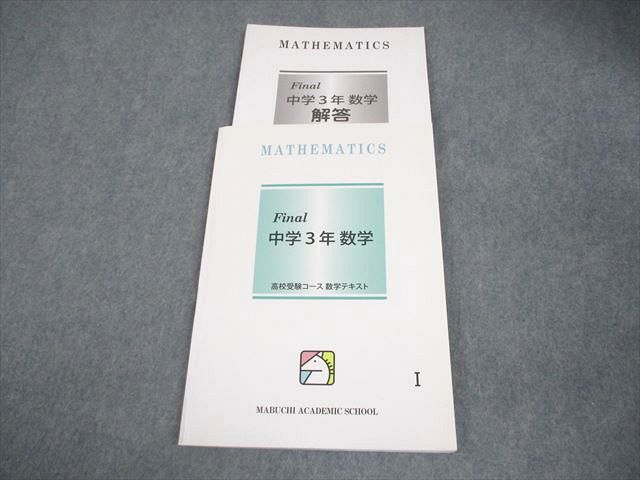 MATHEMATICS
Final
中学3年 数学
解答
MATHEMATICS
Final
中学3年 数学
高校受験コース 数学テキスト
I
MABUCHI ACADEMIC SCHOOL